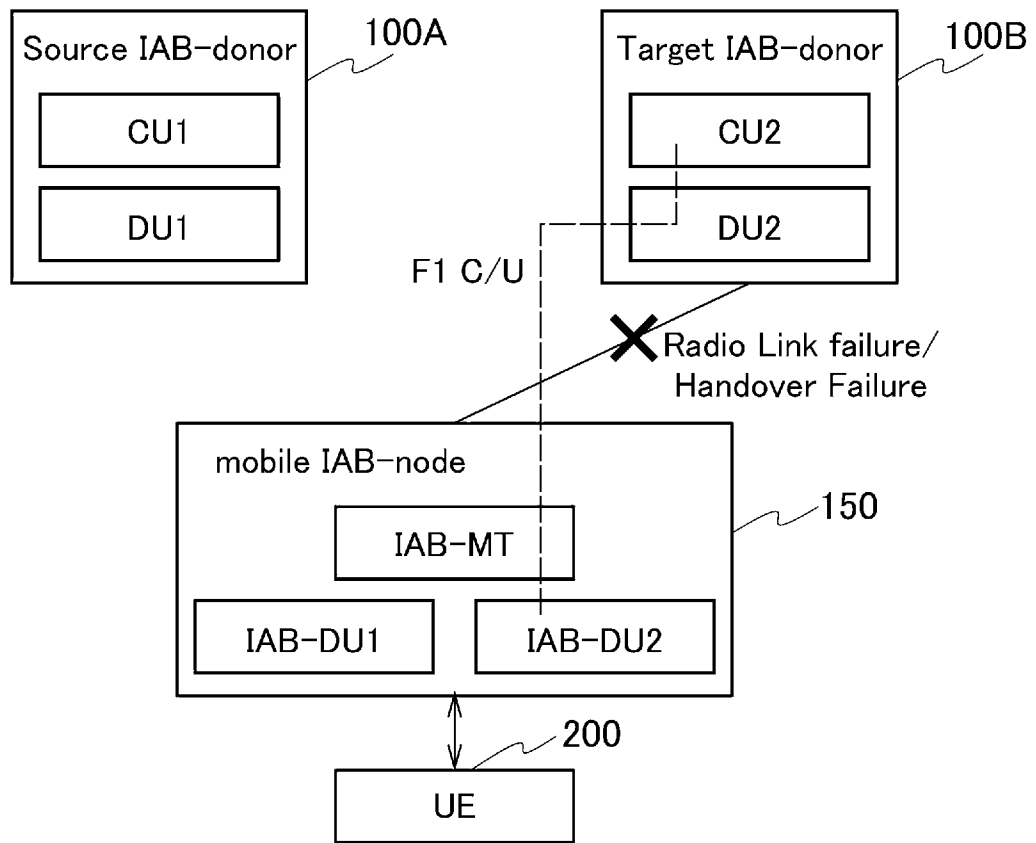 100A
100B
Source IAB-donor
Target IAB-donor
CU1
CU2
DU1
DU2
F1 C/U
Radio Link failure/
Handover Failure
mobile IAB-node
150
IAB-MT
IAB-DU1
IAB-DU2
200
UE